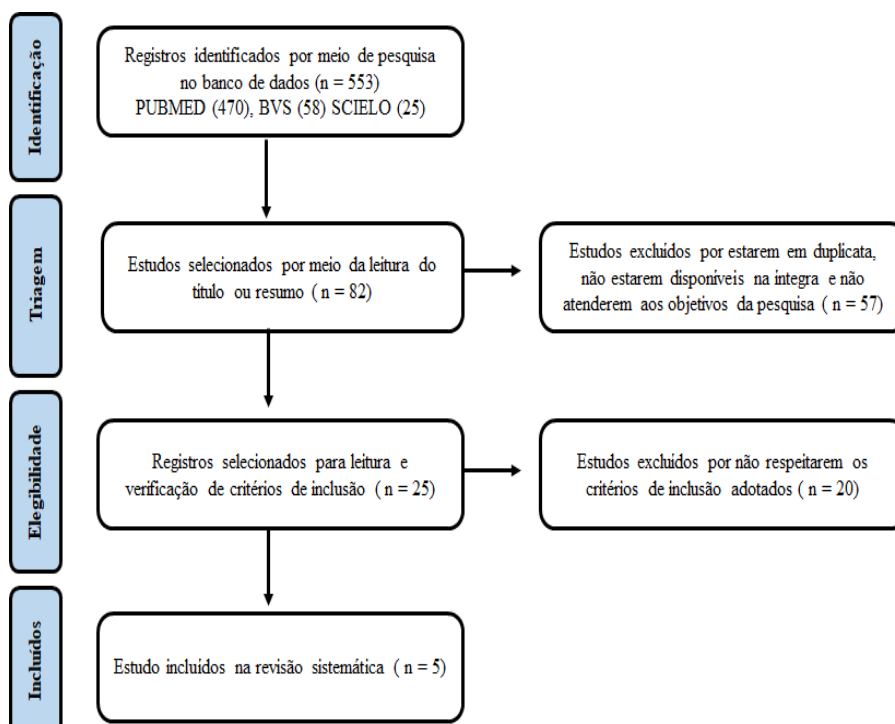 Identificação
Registros identificados por meio de pesquisa
no banco de dados (n = 553)
PUBMED (470), BVS (58) SCIELO (25)
Triagem
Estudos selecionados por meio da leitura do
titulo ou resumo ( n = 82)
Estudos excluídos por estarem em duplicata,
não estarem disponíveis na integra e não
atenderem aos objetivos da pesquisa ( n = 57)
Elegibilidade
Registros selecionados para leitura e
verificação de critérios de inclusão ( n = 25)
Estudos excluídos por não respeitarem os
critérios de inclusão adotados ( n = 20)
Incluídos
Estudo incluídos na revisão sistemática ( n = 5)